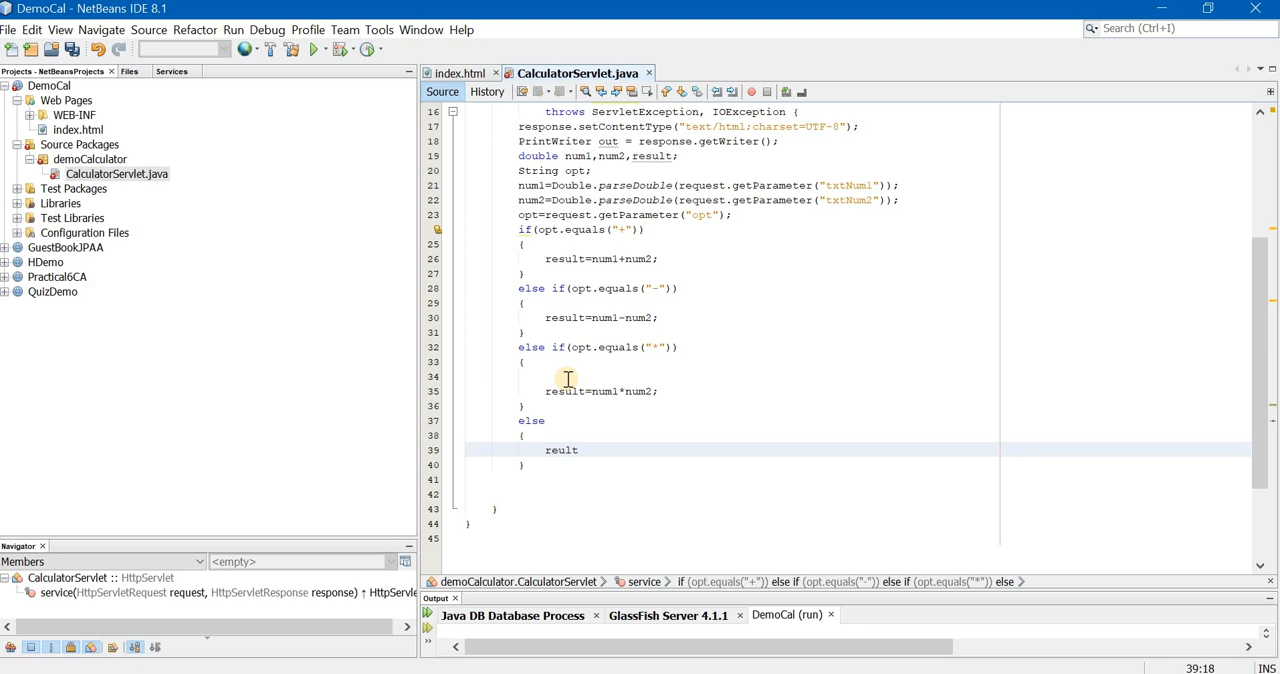 DemoCal - NetBeans IDE 8.1
File Edit View Navigate Source Refactor Run Debug Profile Team Tools Window Help
Search (Ctrl+I)
Projects - NetBeansProjects Files Services
DemoCal
Web Pages
WEB-INF
index.html
Source Packages
demoCalculator
CalculatorServlet.java
Test Packages
Libraries
Test Libraries
Configuration Files
GuestBookJPAA
HDemo
Practical6CA
QuizDemo
index.html CalculatorServlet.java
Source History
16 throws ServletException, IOException {
17 response.setContentType("text/html;charset=UTF-8");
18 PrintWriter out = response.getWriter();
19 double num1,num2,result;
20 String opt;
21 num1=Double.parseDouble(request.getParameter("txtNum1"));
22 num2=Double.parseDouble(request.getParameter("txtNum2"));
23 opt=request.getParameter("opt");
if(opt.equals("+"))
25 {
26 result=num1+num2;
27 }
28 else if(opt.equals("-"))
29 {
30 result=num1-num2;
31 }
32 else if(opt.equals("*"))
33 {
34
35 result=num1*num2;
36 }
37 else
38 {
39 reult
40 }
41
42
43 }
44 }
45
demoCalculator.CalculatorServlet service if (opt.equals("+")) else if (opt.equals("-")) else if (opt.equals("*")) else
Navigator
Members <empty>
CalculatorServlet :: HttpServlet
service(HttpServletRequest request, HttpServletResponse response) ↑ HttpServle
Output
Java DB Database Process GlassFish Server 4.1.1 DemoCal (run)
39:18 INS